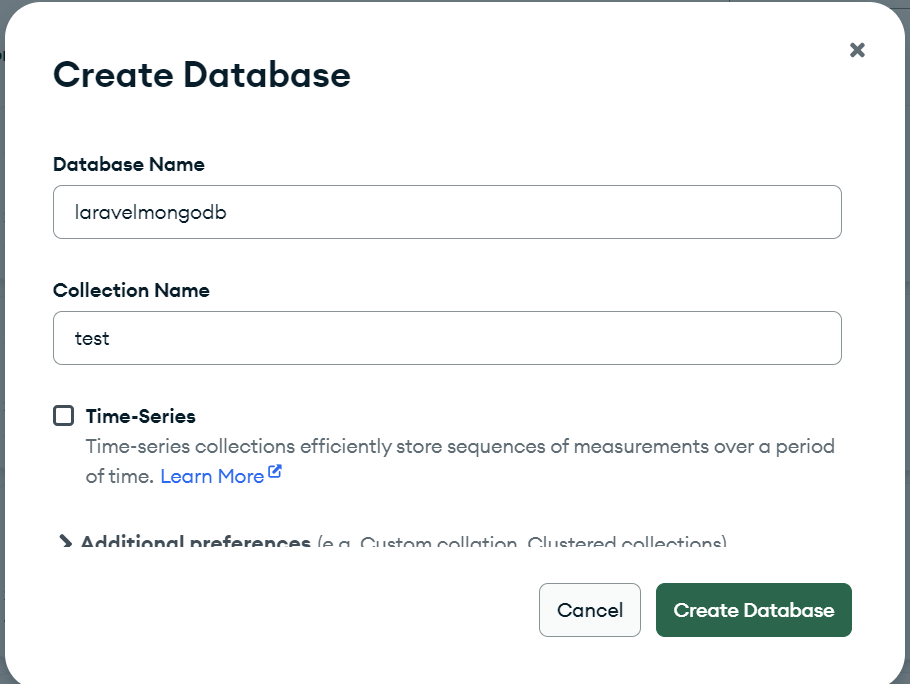 Create Database
Database Name
laravelmongodb
Collection Name
test
Time-Series
Time-series collections efficiently store sequences of measurements over a period
of time. Learn More
Additional preferences (e.g. Custom collation, Clustered collections)
Cancel
Create Database